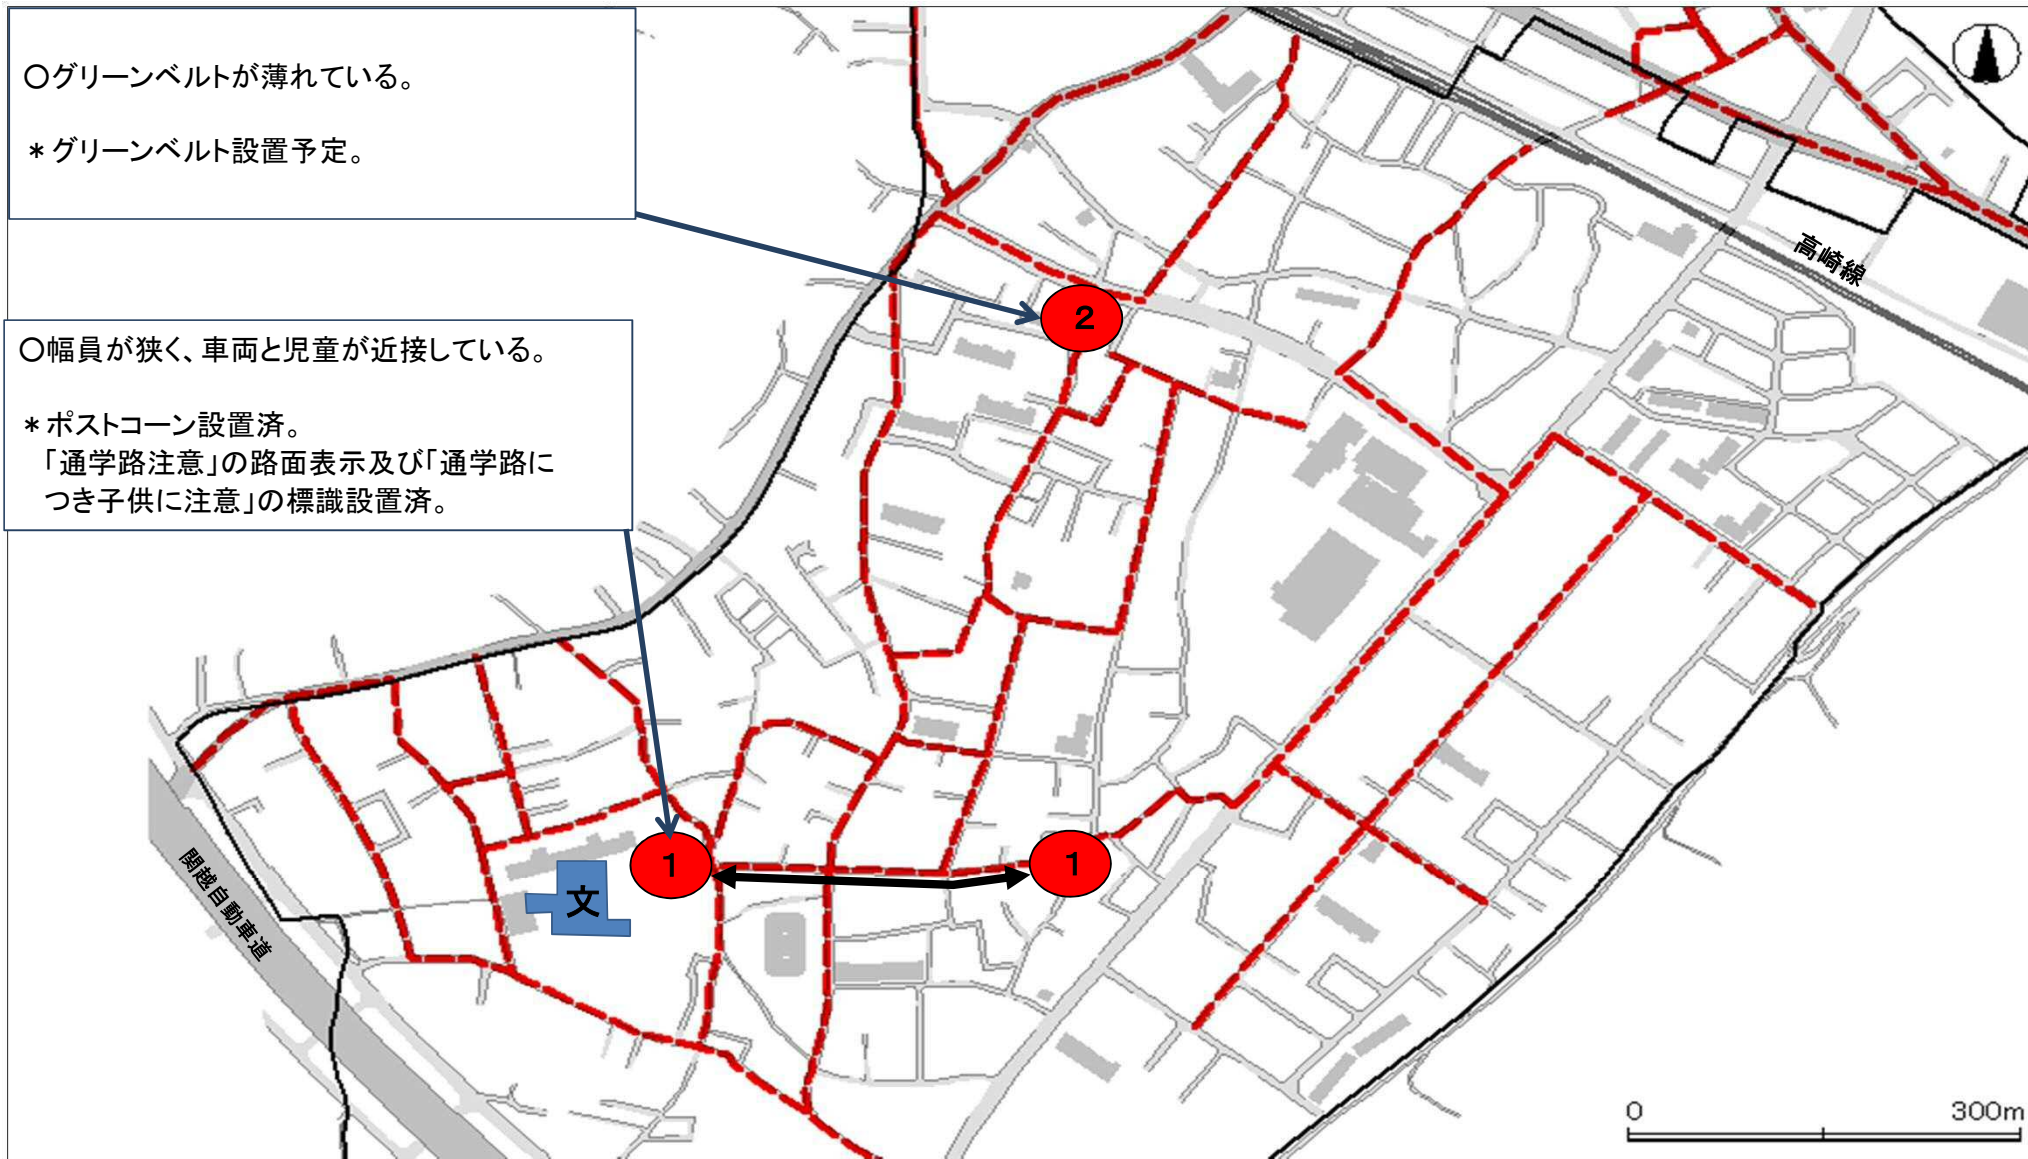 〇グリーンベルトが薄れている。
＊グリーンベルト設置予定。
〇幅員が狭く、車両と児童が近接している。
＊ポストコーン設置済。
「通学路注意」の路面表示及び「通学路に
つき子供に注意」の標識設置済。
高崎線
2
1
1
文
関越自動車道
0
300m